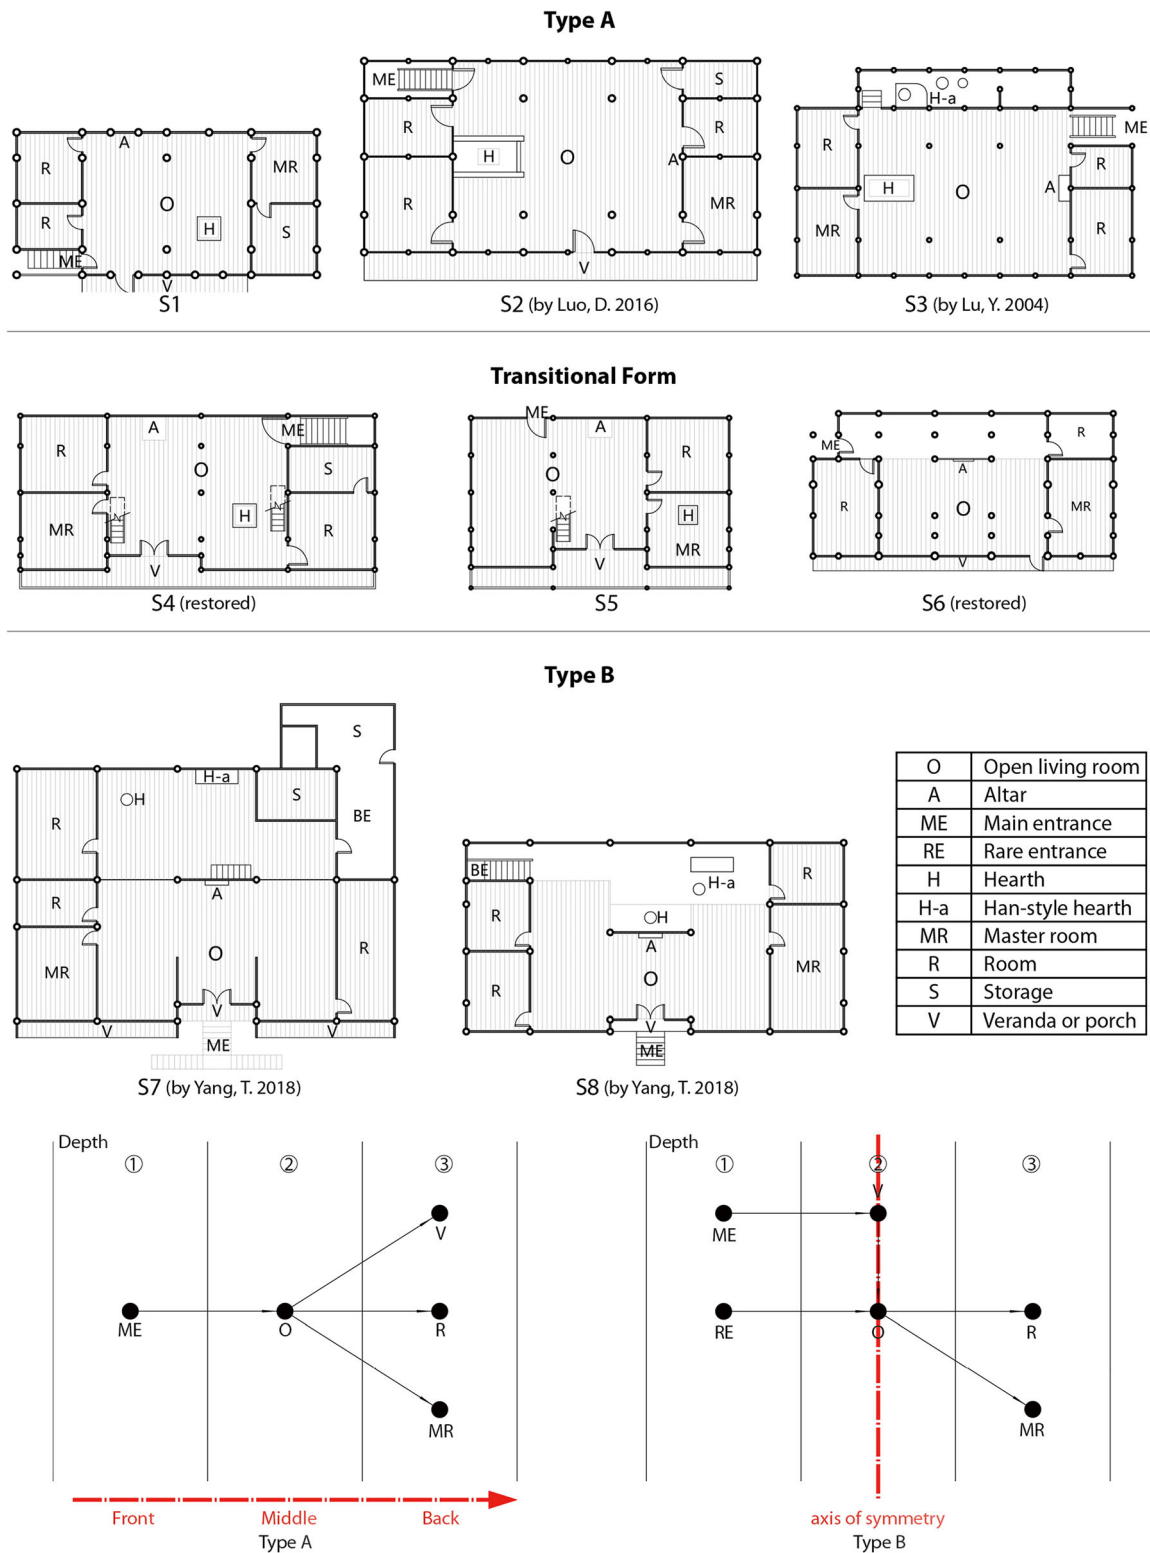 Type A
A
R
MR
O
R
H
S
ME
V
S1
ME
S
R
R
H
O
A
R
MR
V
S2 (by Luo, D. 2016)
H-a
ME
R
R
H
O
A
MR
R
S3 (by Lu, Y. 2004)
Transitional Form
A
ME
R
O
S
H
MR
R
V
S4 (restored)
ME
A
R
O
H
MR
V
S5
R
ME
A
R
O
MR
V
S6 (restored)
Type B
S
H-a
H
S
R
BE
A
R
O
R
MR
V
V
V
ME
S7 (by Yang, T. 2018)
BE
H-a
R
R
H
A
O
MR
R
V
ME
S8 (by Yang, T. 2018)
O Open living room
A Altar
ME Main entrance
RE Rare entrance
H Hearth
H-a Han-style hearth
MR Master room
R Room
S Storage
V Veranda or porch
Depth
① ② ③
V
ME O R
MR
Front Middle Back
Type A
Depth
① ② ③
V
ME
RE O R
MR
axis of symmetry
Type B